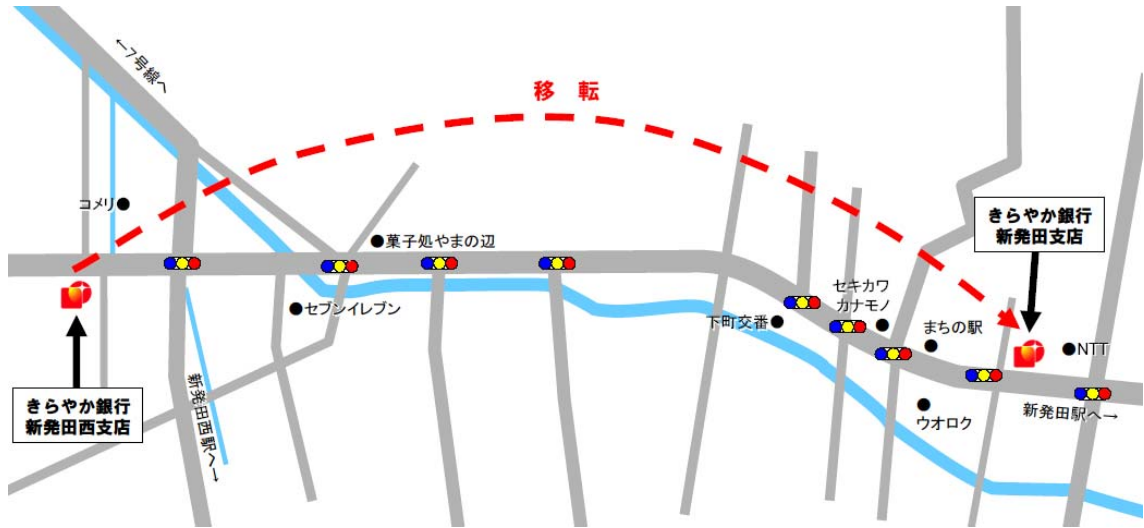 ←7号線へ
移 転
コメリ
菓子処やまの辺
セブンイレブン
きらやか銀行
新発田西支店
新発田西駅へ→
セキカワ
カナモノ
下町交番
まちの駅
きらやか銀行
新発田支店
NTT
ウオロク
新発田駅へ→